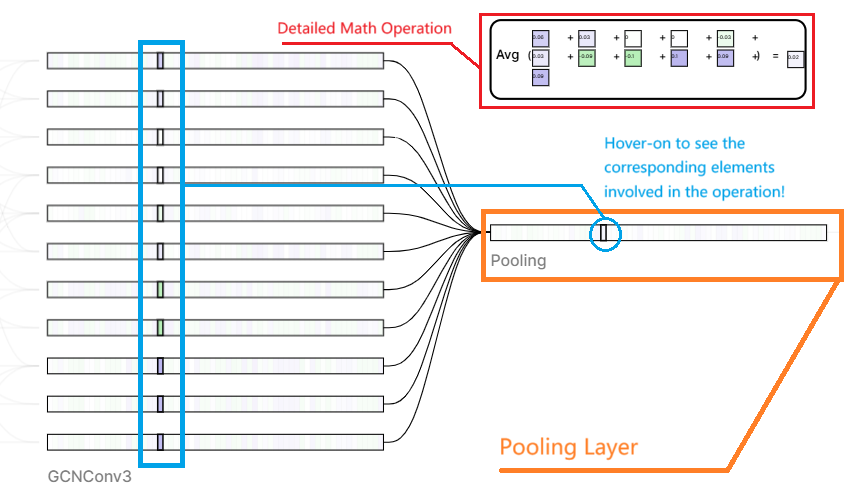 Detailed Math Operation
0.06 + 0.03 + 0 + 0 + -0.03 +
Avg ( 0.03 + -0.09 + -0.1 + 0.1 + 0.09 + ) = 0.02
0.09
Hover-on to see the
corresponding elements
involved in the operation!
Pooling
Pooling Layer
GCNConv3